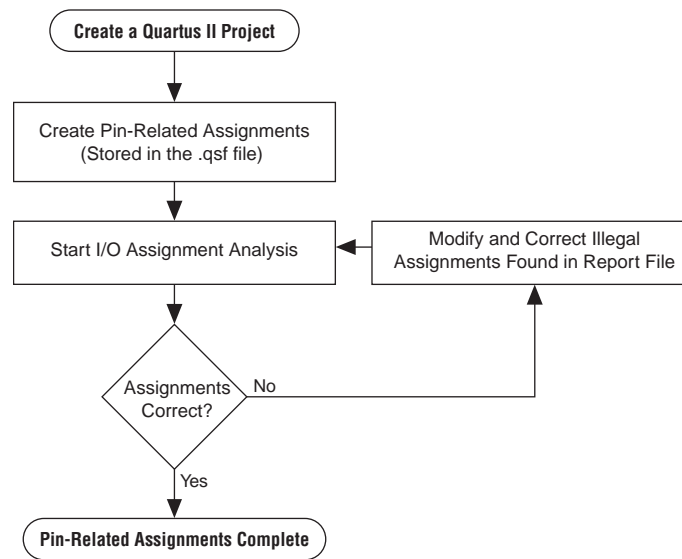 Create a Quartus II Project
Create Pin-Related Assignments
(Stored in the .qsf file)
Start I/O Assignment Analysis
Modify and Correct Illegal
Assignments Found in Report File
Assignments
Correct?
No
Yes
Pin-Related Assignments Complete